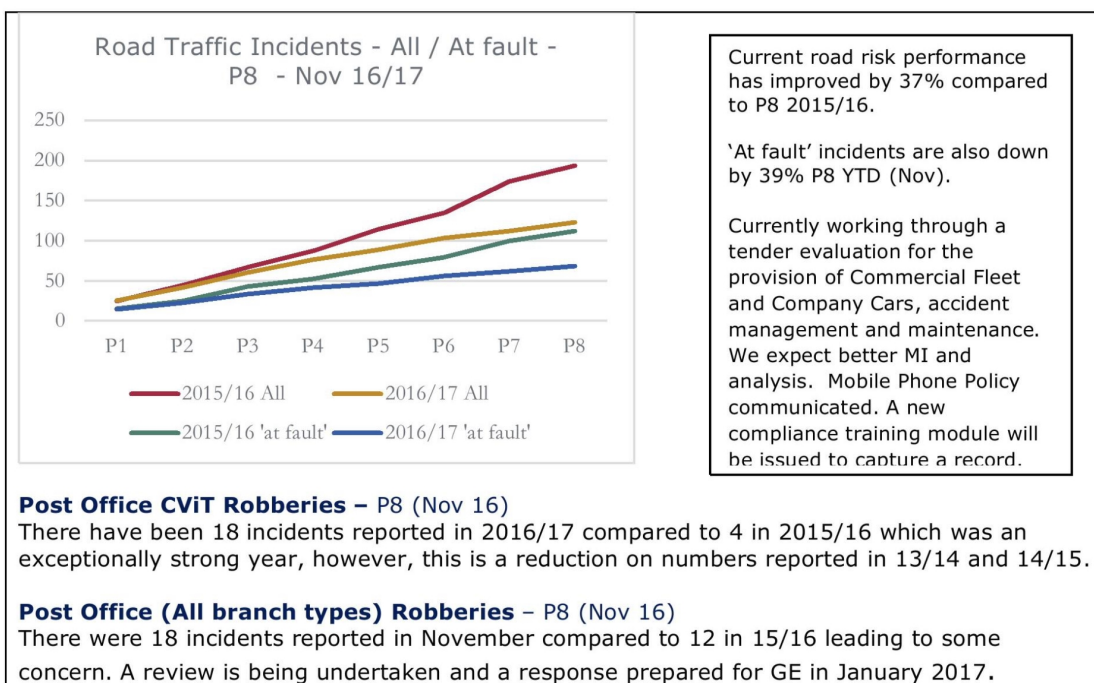 Road Traffic Incidents - All / At fault -
P8 - Nov 16/17
250
200
150
100
50
0
P1 P2 P3 P4 P5 P6 P7 P8
2015/16 All 2016/17 All
2015/16 'at fault' 2016/17 'at fault'
Current road risk performance
has improved by 37% compared
to P8 2015/16.
‘At fault’ incidents are also down
by 39% P8 YTD (Nov).
Currently working through a
tender evaluation for the
provision of Commercial Fleet
and Company Cars, accident
management and maintenance.
We expect better MI and
analysis. Mobile Phone Policy
communicated. A new
compliance training module will
be issued to capture a record.
Post Office CViT Robberies – P8 (Nov 16)
There have been 18 incidents reported in 2016/17 compared to 4 in 2015/16 which was an
exceptionally strong year, however, this is a reduction on numbers reported in 13/14 and 14/15.
Post Office (All branch types) Robberies – P8 (Nov 16)
There were 18 incidents reported in November compared to 12 in 15/16 leading to some
concern. A review is being undertaken and a response prepared for GE in January 2017.